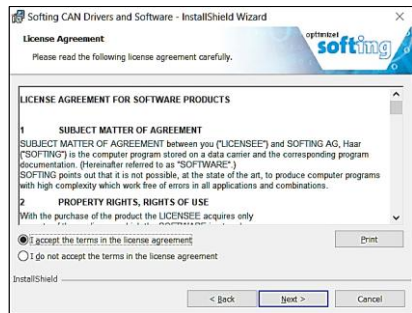 Softing CAN Drivers and Software - InstallShield Wizard
License Agreement
Please read the following license agreement carefully.
optimize!
softing
LICENSE AGREEMENT FOR SOFTWARE PRODUCTS
1 SUBJECT MATTER OF AGREEMENT
SUBJECT MATTER OF AGREEMENT between you ("LICENSEE") and SOFTING AG, Haar
("SOFTING") is the computer program stored on a data carrier and the corresponding program
documentation. (Hereinafter referred to as "SOFTWARE".)
SOFTING points out that it is not possible, at the state of the art, to produce computer programs
with high complexity which work free of errors in all applications and combinations.
2 PROPERTY RIGHTS, RIGHTS OF USE
With the purchase of the product the LICENSEE acquires only
I accept the terms in the license agreement
Print
I do not accept the terms in the license agreement
InstallShield
< Back
Next >
Cancel